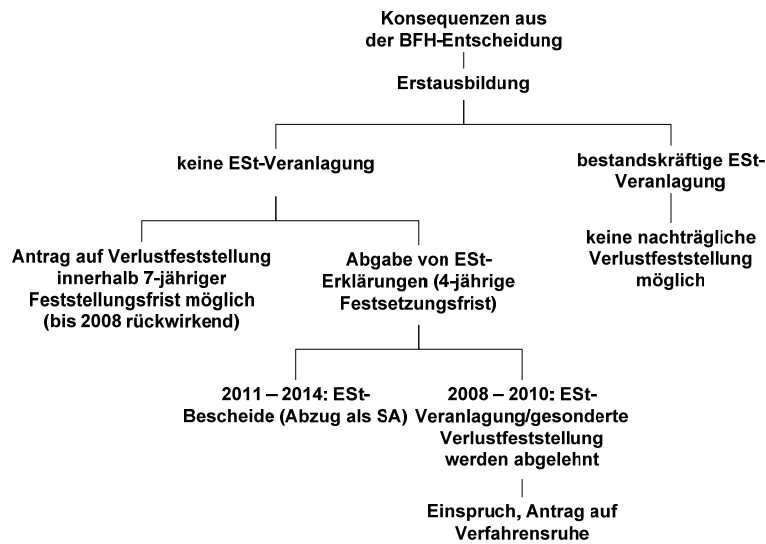 Konsequenzen aus
der BFH-Entscheidung
Erstausbildung
keine ESt-Veranlagung
bestandskräftige ESt-
Veranlagung
Antrag auf Verlustfeststellung
innerhalb 7-jähriger
Feststellungsfrist möglich
(bis 2008 rückwirkend)
Abgabe von ESt-
Erklärungen (4-jährige
Festsetzungsfrist)
keine nachträgliche
Verlustfeststellung
möglich
2011 – 2014: ESt-
Bescheide (Abzug als SA)
2008 – 2010: ESt-
Veranlagung/gesonderte
Verlustfeststellung
werden abgelehnt
Einspruch, Antrag auf
Verfahrensruhe